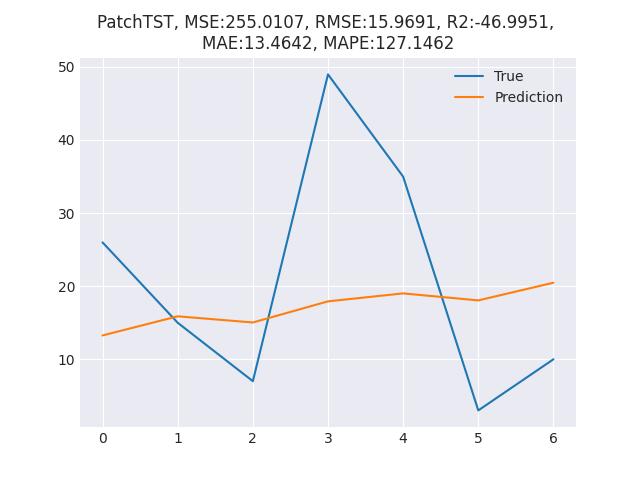 PatchTST, MSE:255.0107, RMSE:15.9691, R2:-46.9951,
MAE:13.4642, MAPE:127.1462
True
Prediction
50
40
30
20
10
0 1 2 3 4 5 6